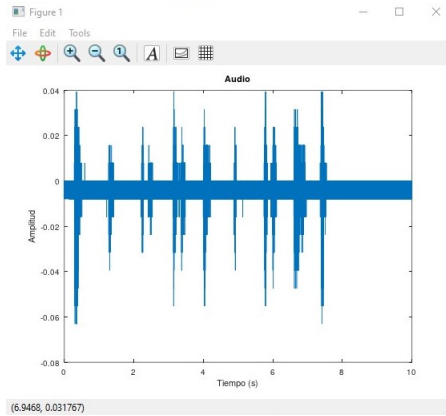 Figure 1
File Edit Tools
A
Audio
0.04
0.02
0
-0.02
-0.04
-0.06
-0.08
Amplitud
0 2 4 6 8 10
Tiempo (s)
(6.9468, 0.031767)